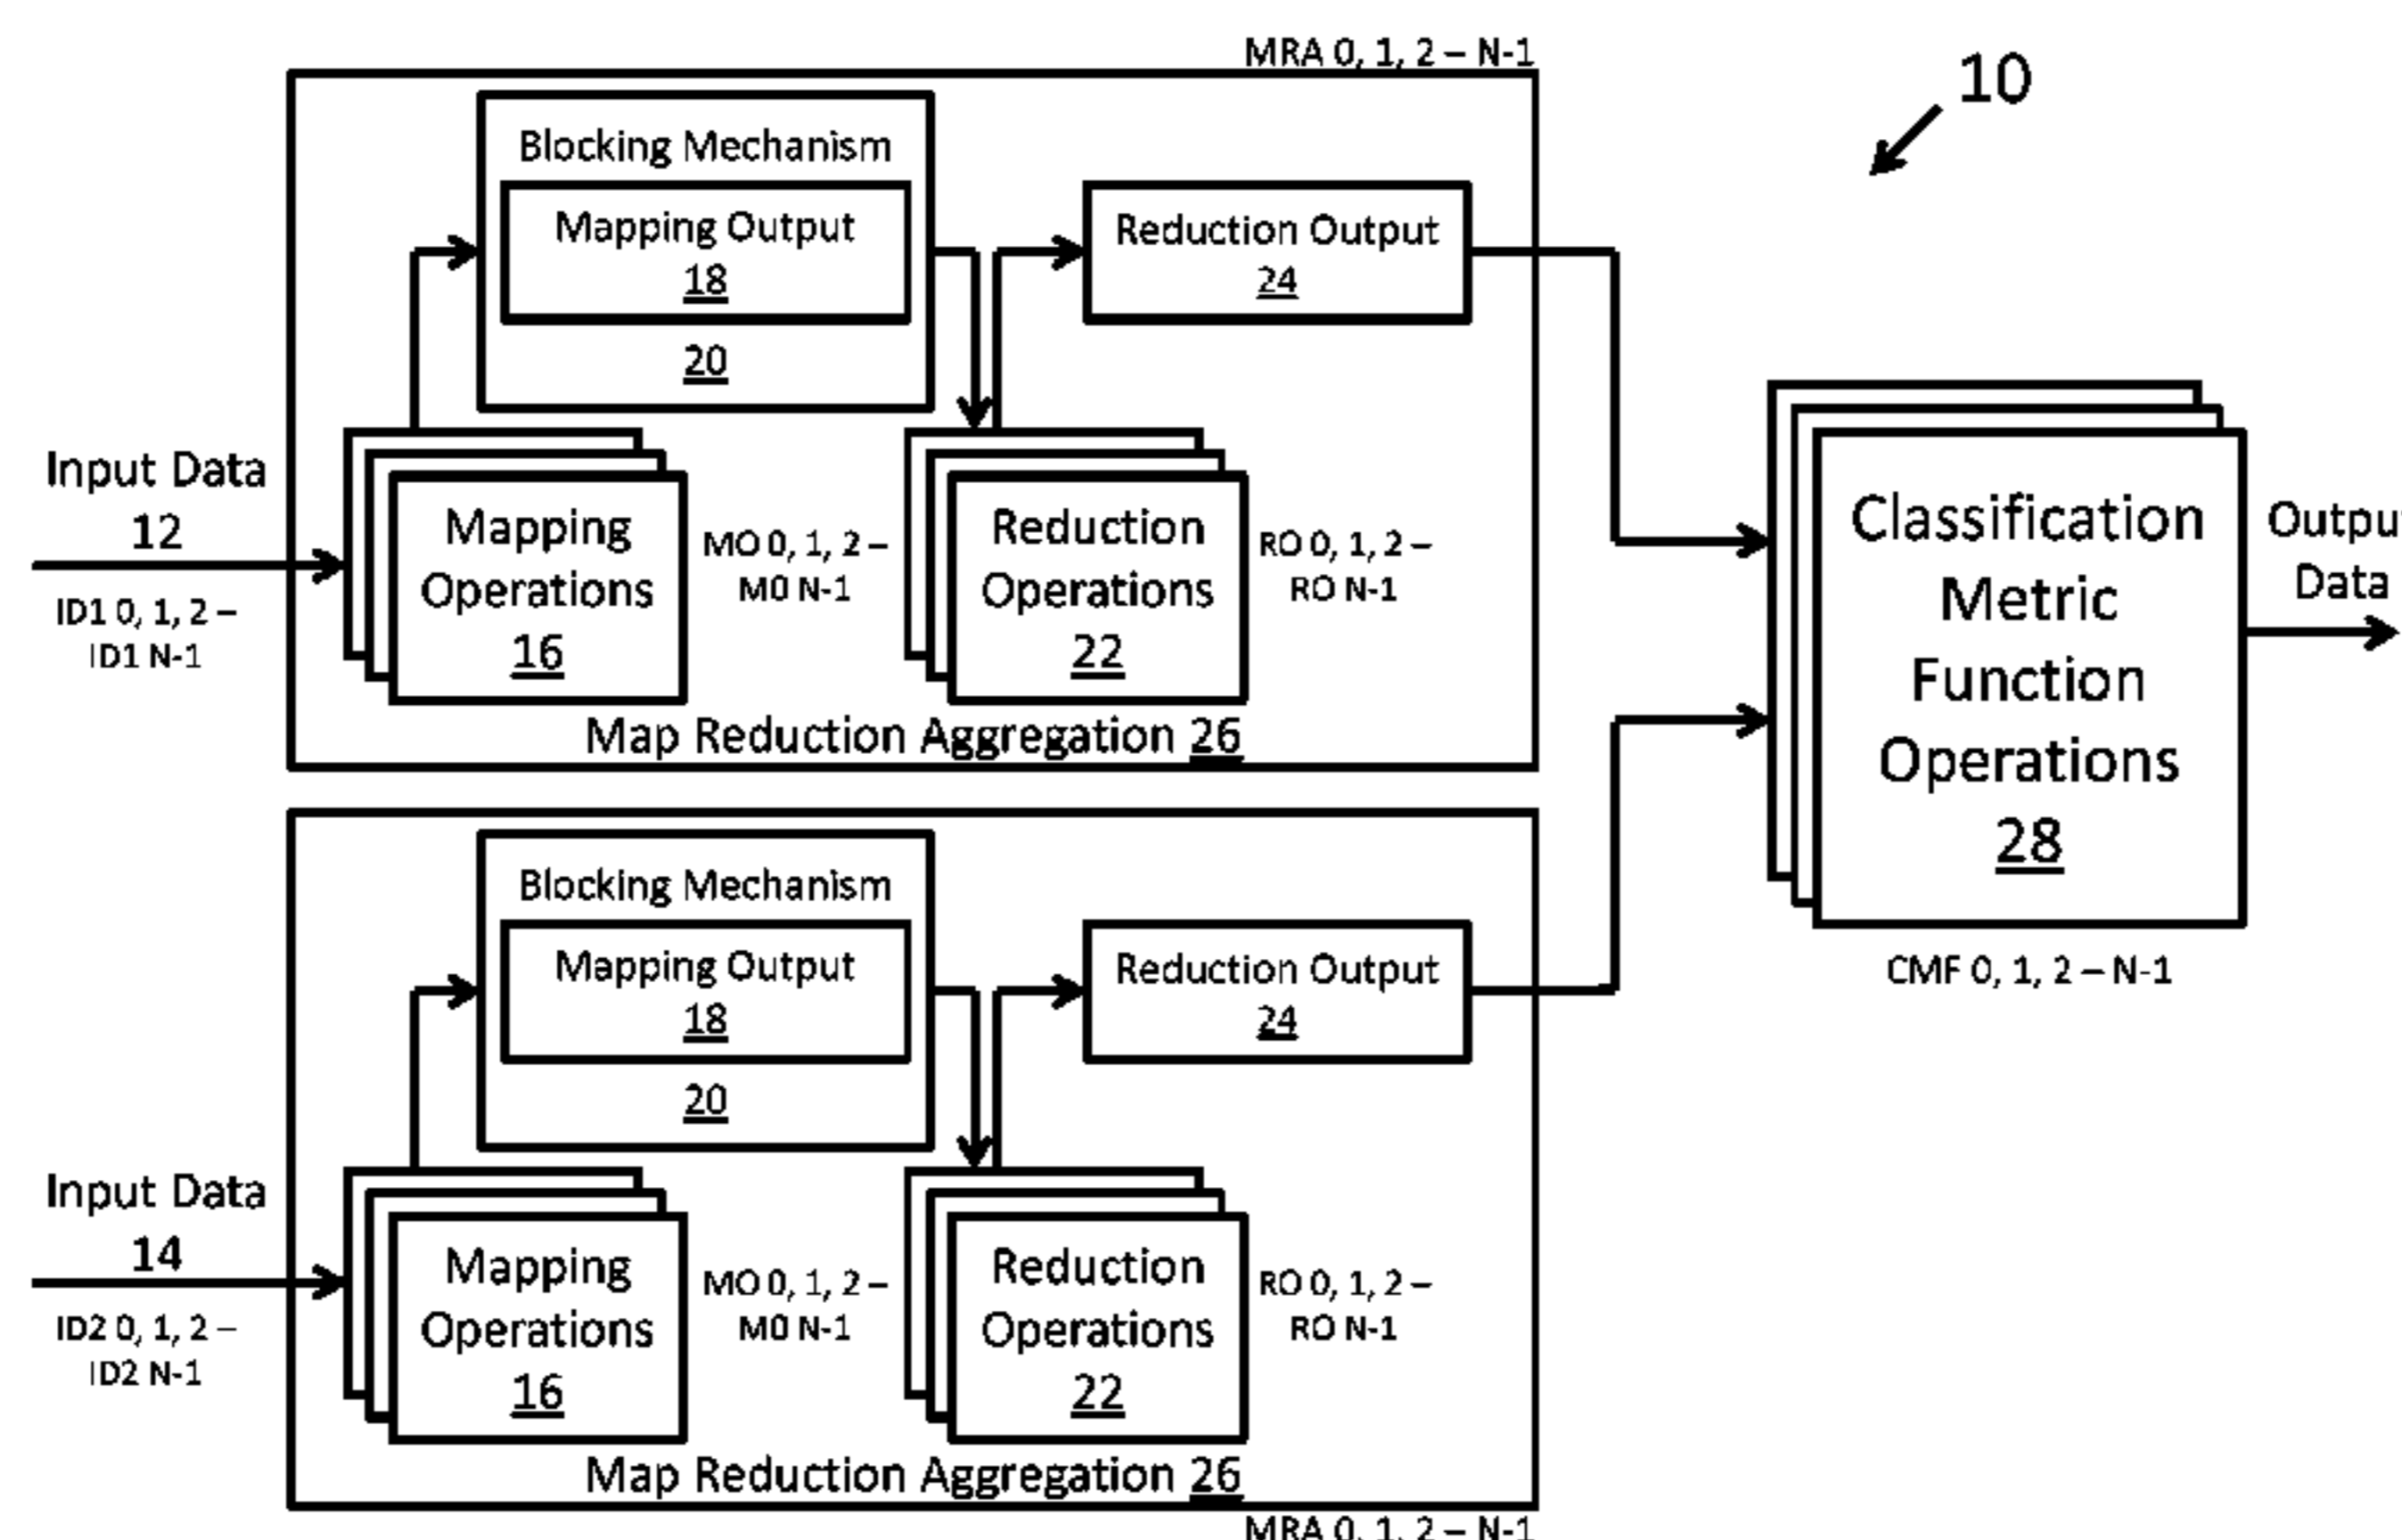 MRA 0, 1, 2 – N-1
10
Blocking Mechanism
Mapping Output
18
20
Reduction Output
24
Input Data
12
ID1 0, 1, 2 –
ID1 N-1
Mapping
Operations
16
MO 0, 1, 2 –
M0 N-1
Reduction
Operations
22
RO 0, 1, 2 –
RO N-1
Map Reduction Aggregation 26
Classification
Metric
Function
Operations
28
CMF 0, 1, 2 – N-1
Output
Data
Blocking Mechanism
Mapping Output
18
20
Reduction Output
24
Input Data
14
ID2 0, 1, 2 –
ID2 N-1
Mapping
Operations
16
MO 0, 1, 2 –
M0 N-1
Reduction
Operations
22
RO 0, 1, 2 –
RO N-1
Map Reduction Aggregation 26
MRA 0, 1, 2 – N-1